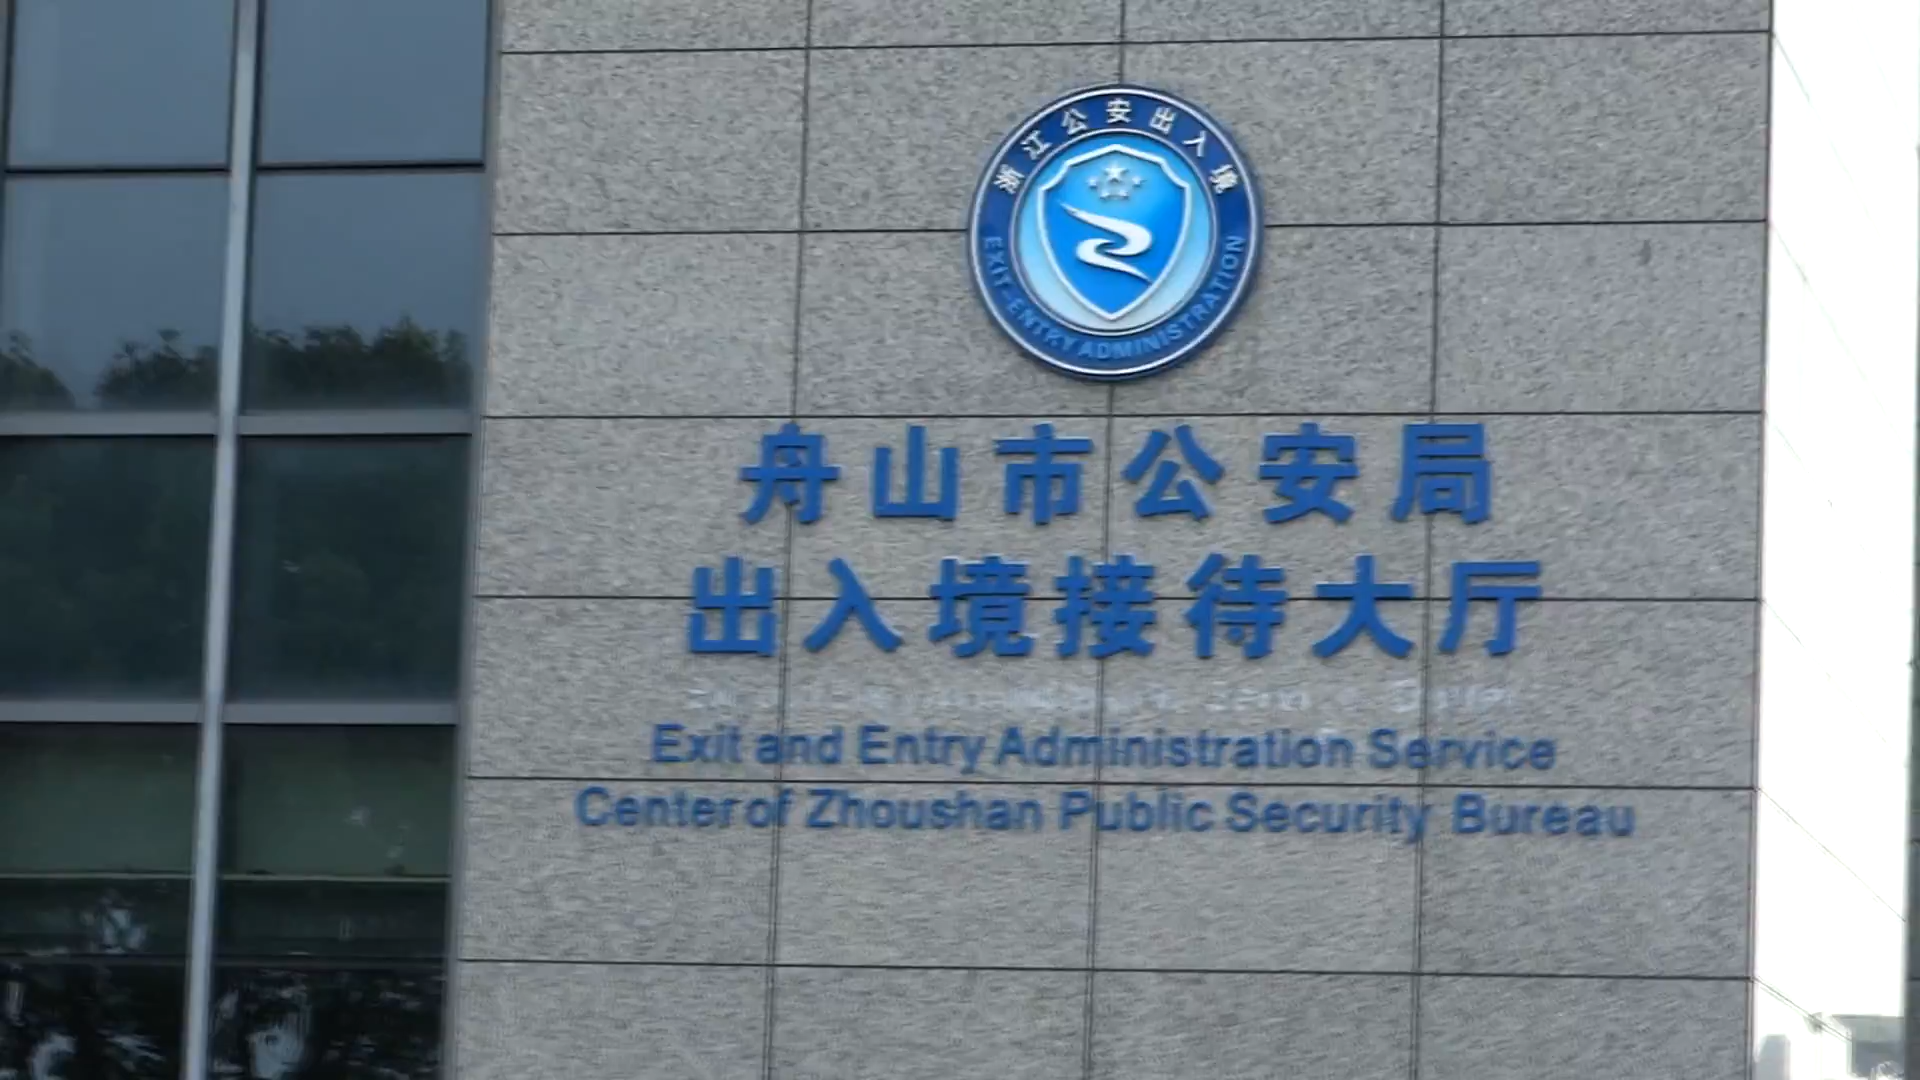 浙江公安出入境
EXIT-ENTRY ADMINISTRATION
舟山市公安局
出入境接待大厅
Exit and Entry Administration Service
Center of Zhoushan Public Security Bureau